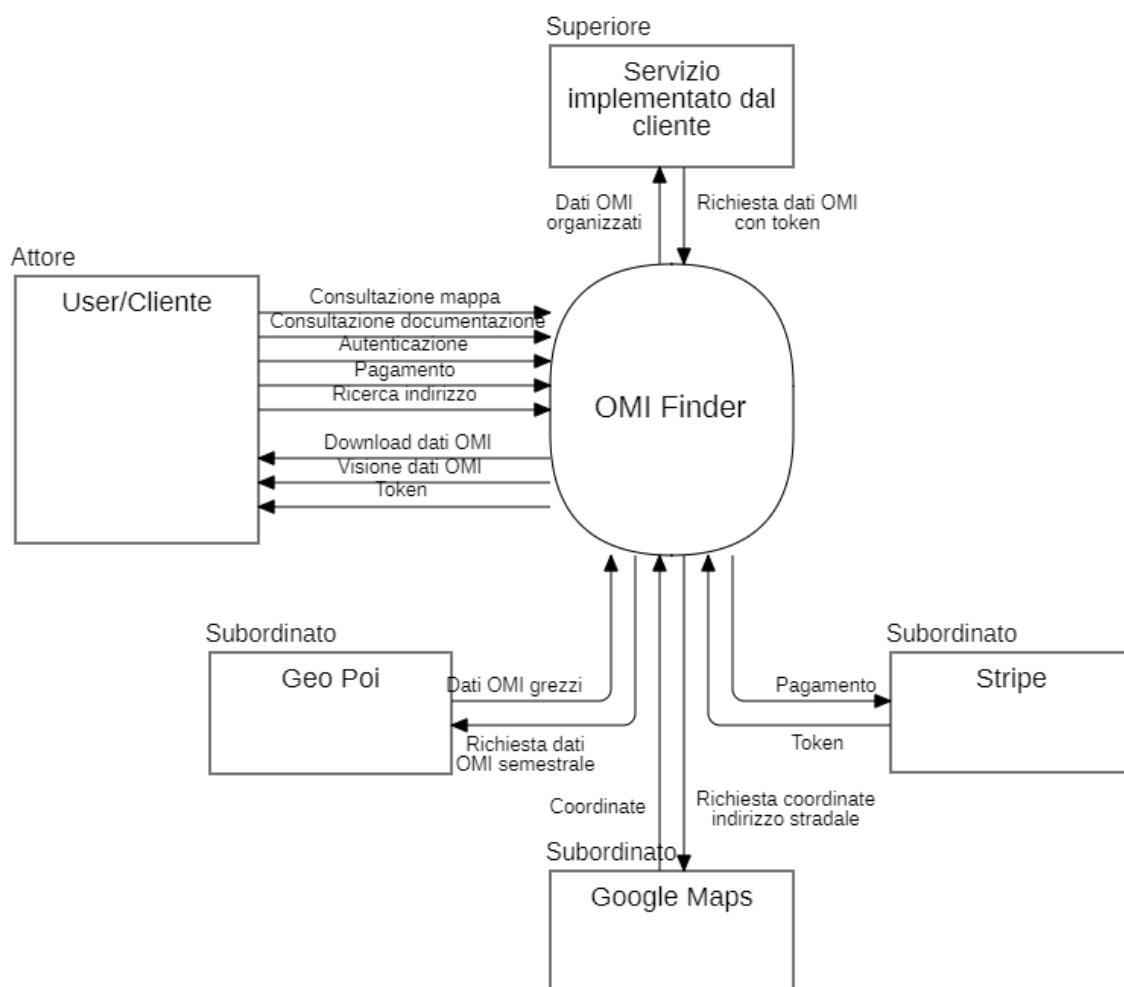 Superiore
Servizio
implementato dal
cliente
Dati OMI
organizzati
Richiesta dati OMI
con token
Attore
User/Cliente
Consultazione mappa
Consultazione documentazione
Autenticazione
Pagamento
Ricerca indirizzo
Download dati OMI
Visione dati OMI
Token
OMI Finder
Subordinato
Geo Poi
Dati OMI grezzi
Richiesta dati
OMI semestrale
Subordinato
Stripe
Pagamento
Token
Coordinate
Richiesta coordinate
indirizzo stradale
Subordinato
Google Maps